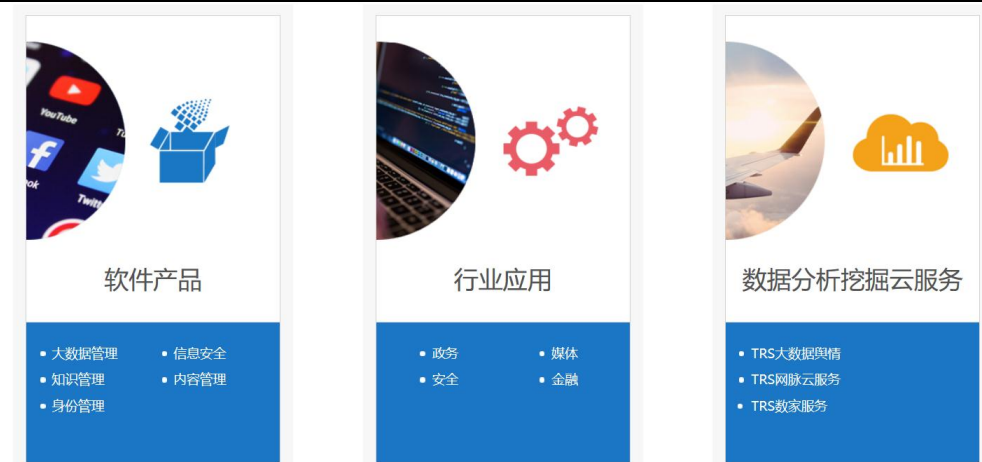 YouTube
Facebook
Twitter
软件产品
大数据管理
信息安全
知识管理
内容管理
身份管理
行业应用
政务
媒体
安全
金融
数据分析挖掘云服务
TRS大数据舆情
TRS网脉云服务
TRS数家服务